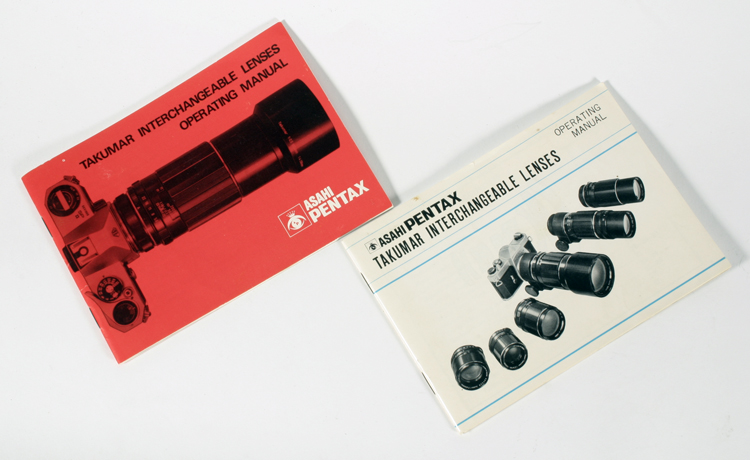 TAKUMAR INTERCHANGEABLE LENSES
OPERATING MANUAL
ASAHI
PENTAX
OPERATING
MANUAL
ASAHI PENTAX
TAKUMAR INTERCHANGEABLE LENSES